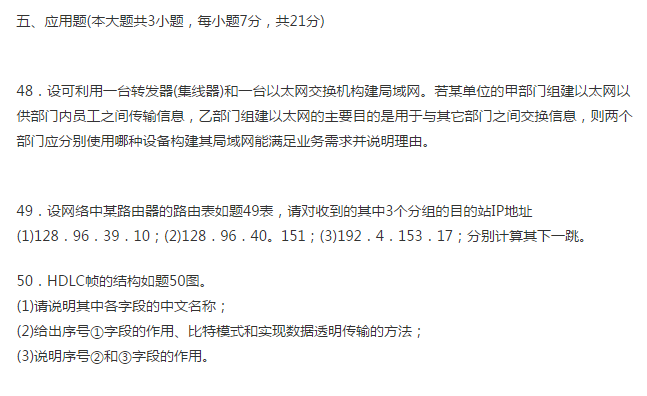 五、应用题(本大题共3小题，每小题7分，共21分)
48．设可利用一台转发器(集线器)和一台以太网交换机构建局域网。若某单位的甲部门组建以太网以
供部门内员工之间传输信息，乙部门组建以太网的主要目的是用于与其它部门之间交换信息，则两个
部门应分别使用哪种设备构建其局域网能满足业务需求并说明理由。
49．设网络中某路由器的路由表如题49表，请对收到的其中3个分组的目的站IP地址
(1)128．96．39．10；(2)128．96．40。151；(3)192．4．153．17；分别计算其下一跳。
50．HDLC帧的结构如题50图。
(1)请说明其中各字段的中文名称；
(2)给出序号①字段的作用、比特模式和实现数据透明传输的方法；
(3)说明序号②和③字段的作用。